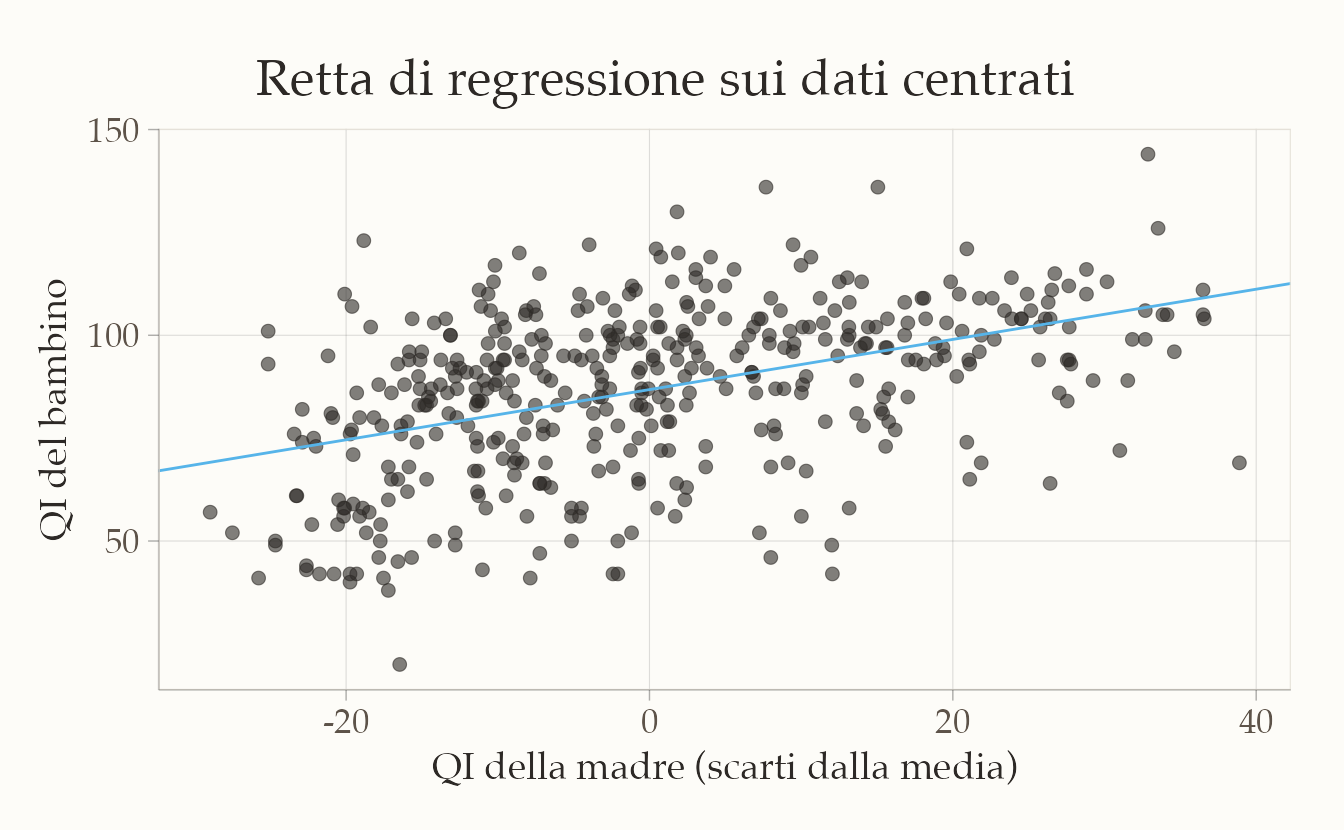 Retta di regressione sui dati centrati
150
100
50
QI del bambino
-20 0 20 40
QI della madre (scarti dalla media)